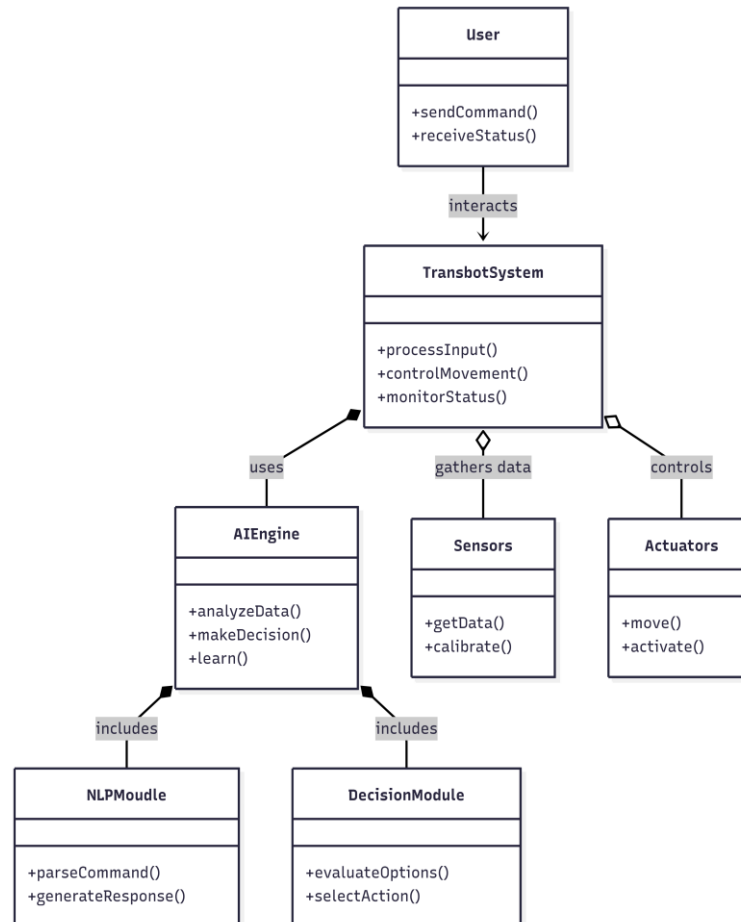 User
+sendCommand()
+receiveStatus()
interacts
TransbotSystem
+processInput()
+controlMovement()
+monitorStatus()
uses
gathers data
controls
AIEngine
+analyzeData()
+makeDecision()
+learn()
Sensors
+getData()
+calibrate()
Actuators
+move()
+activate()
includes
includes
NLPMoudle
+parseCommand()
+generateResponse()
DecisionModule
+evaluateOptions()
+selectAction()